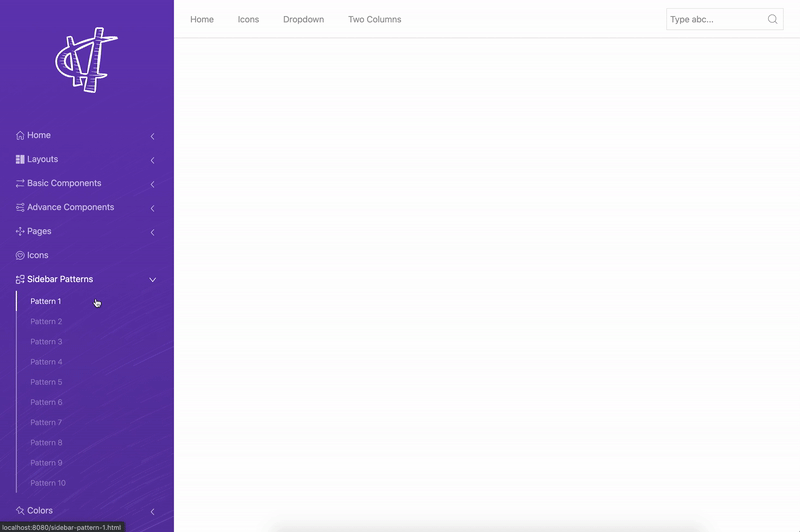 Home Icons Dropdown Two Columns Type abc...
Home
Layouts
Basic Components
Advance Components
Pages
Icons
Sidebar Patterns
Pattern 1
Pattern 2
Pattern 3
Pattern 4
Pattern 5
Pattern 6
Pattern 7
Pattern 8
Pattern 9
Pattern 10
Colors
localhost:8080/sidebar-pattern-1.html